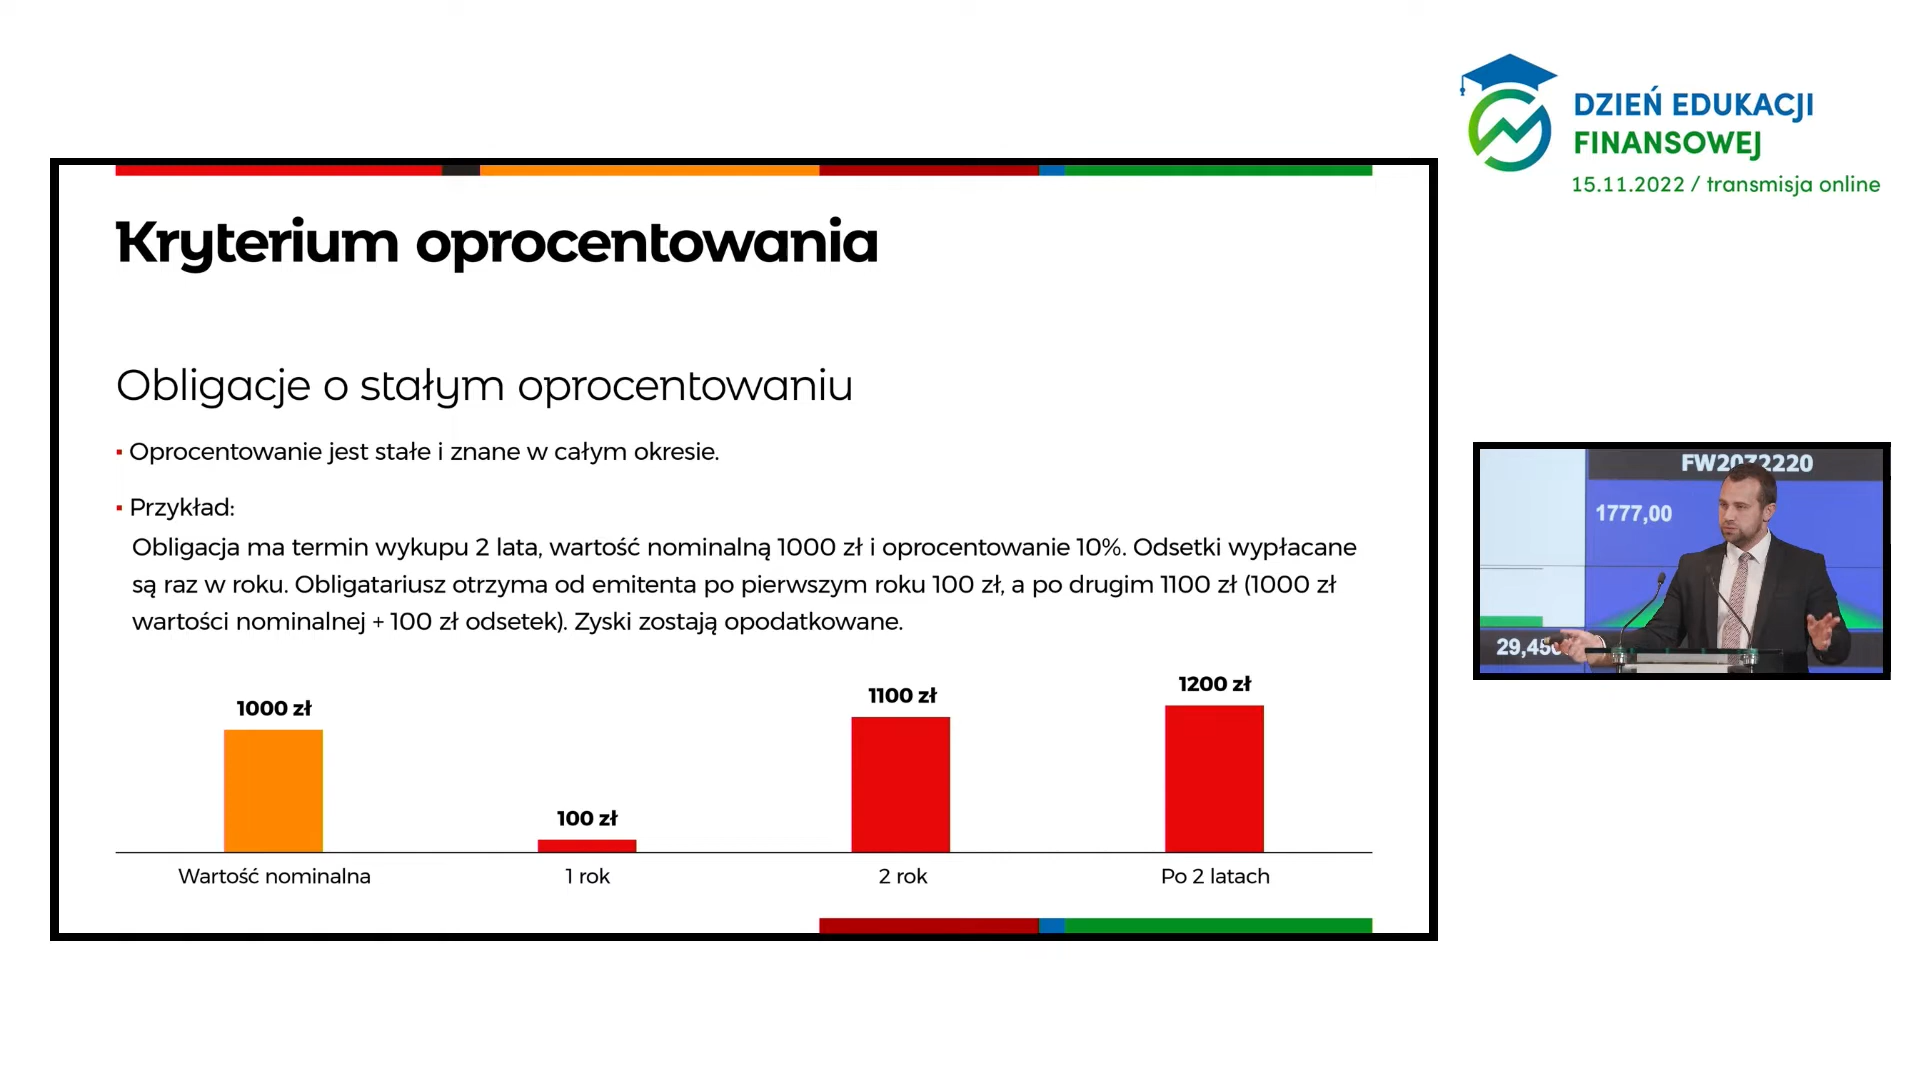 DZIEŃ EDUKACJI
FINANSOWEJ
15.11.2022 / transmisja online
Kryterium oprocentowania
Obligacje o stałym oprocentowaniu
▪ Oprocentowanie jest stałe i znane w całym okresie.
▪ Przykład:
Obligacja ma termin wykupu 2 lata, wartość nominalną 1000 zł i oprocentowanie 10%. Odsetki wypłacane
są raz w roku. Obligatariusz otrzyma od emitenta po pierwszym roku 100 zł, a po drugim 1100 zł (1000 zł
wartości nominalnej + 100 zł odsetek). Zyski zostają opodatkowane.
1000 zł
100 zł
1100 zł
1200 zł
Wartość nominalna
1 rok
2 rok
Po 2 latach
FW20Z2220
1777,00